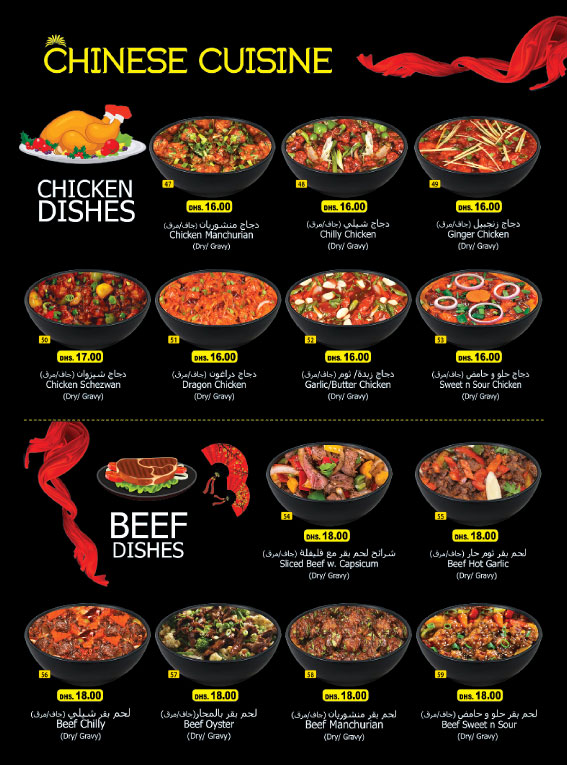 CHINESE CUISINE
CHICKEN
DISHES
47
DHS. 16.00
دجاج منشوريان (جاف/مرق)
Chicken Manchurian
(Dry/ Gravy)
48
DHS. 16.00
دجاج شيلي (جاف/مرق)
Chilly Chicken
(Dry/ Gravy)
49
DHS. 16.00
دجاج زنجبيل (جاف/مرق)
Ginger Chicken
(Dry/ Gravy)
50
DHS. 17.00
دجاج شيزوان (جاف/مرق)
Chicken Schezwan
(Dry/ Gravy)
51
DHS. 16.00
دجاج دراغون (جاف/مرق)
Dragon Chicken
(Dry/ Gravy)
52
DHS. 16.00
دجاج زبدة/ ثوم (جاف/مرق)
Garlic/Butter Chicken
(Dry/ Gravy)
53
DHS. 16.00
دجاج حلو و حامض (جاف/مرق)
Sweet n Sour Chicken
(Dry/ Gravy)
BEEF
DISHES
54
DHS. 18.00
شرائح لحم بقر مع فليفلة (جاف/مرق)
Sliced Beef w. Capsicum
(Dry/ Gravy)
55
DHS. 18.00
لحم بقر ثوم حار (جاف/مرق)
Beef Hot Garlic
(Dry/ Gravy)
56
DHS. 18.00
لحم بقر شيلي (جاف/مرق)
Beef Chilly
(Dry/ Gravy)
57
DHS. 18.00
لحم بقر بالمحار(جاف/مرق)
Beef Oyster
(Dry/ Gravy)
58
DHS. 18.00
لحم بقر منشوريان (جاف/مرق)
Beef Manchurian
(Dry/ Gravy)
59
DHS. 18.00
لحم بقر حلو و حامض (جاف/مرق)
Beef Sweet n Sour
(Dry/ Gravy)